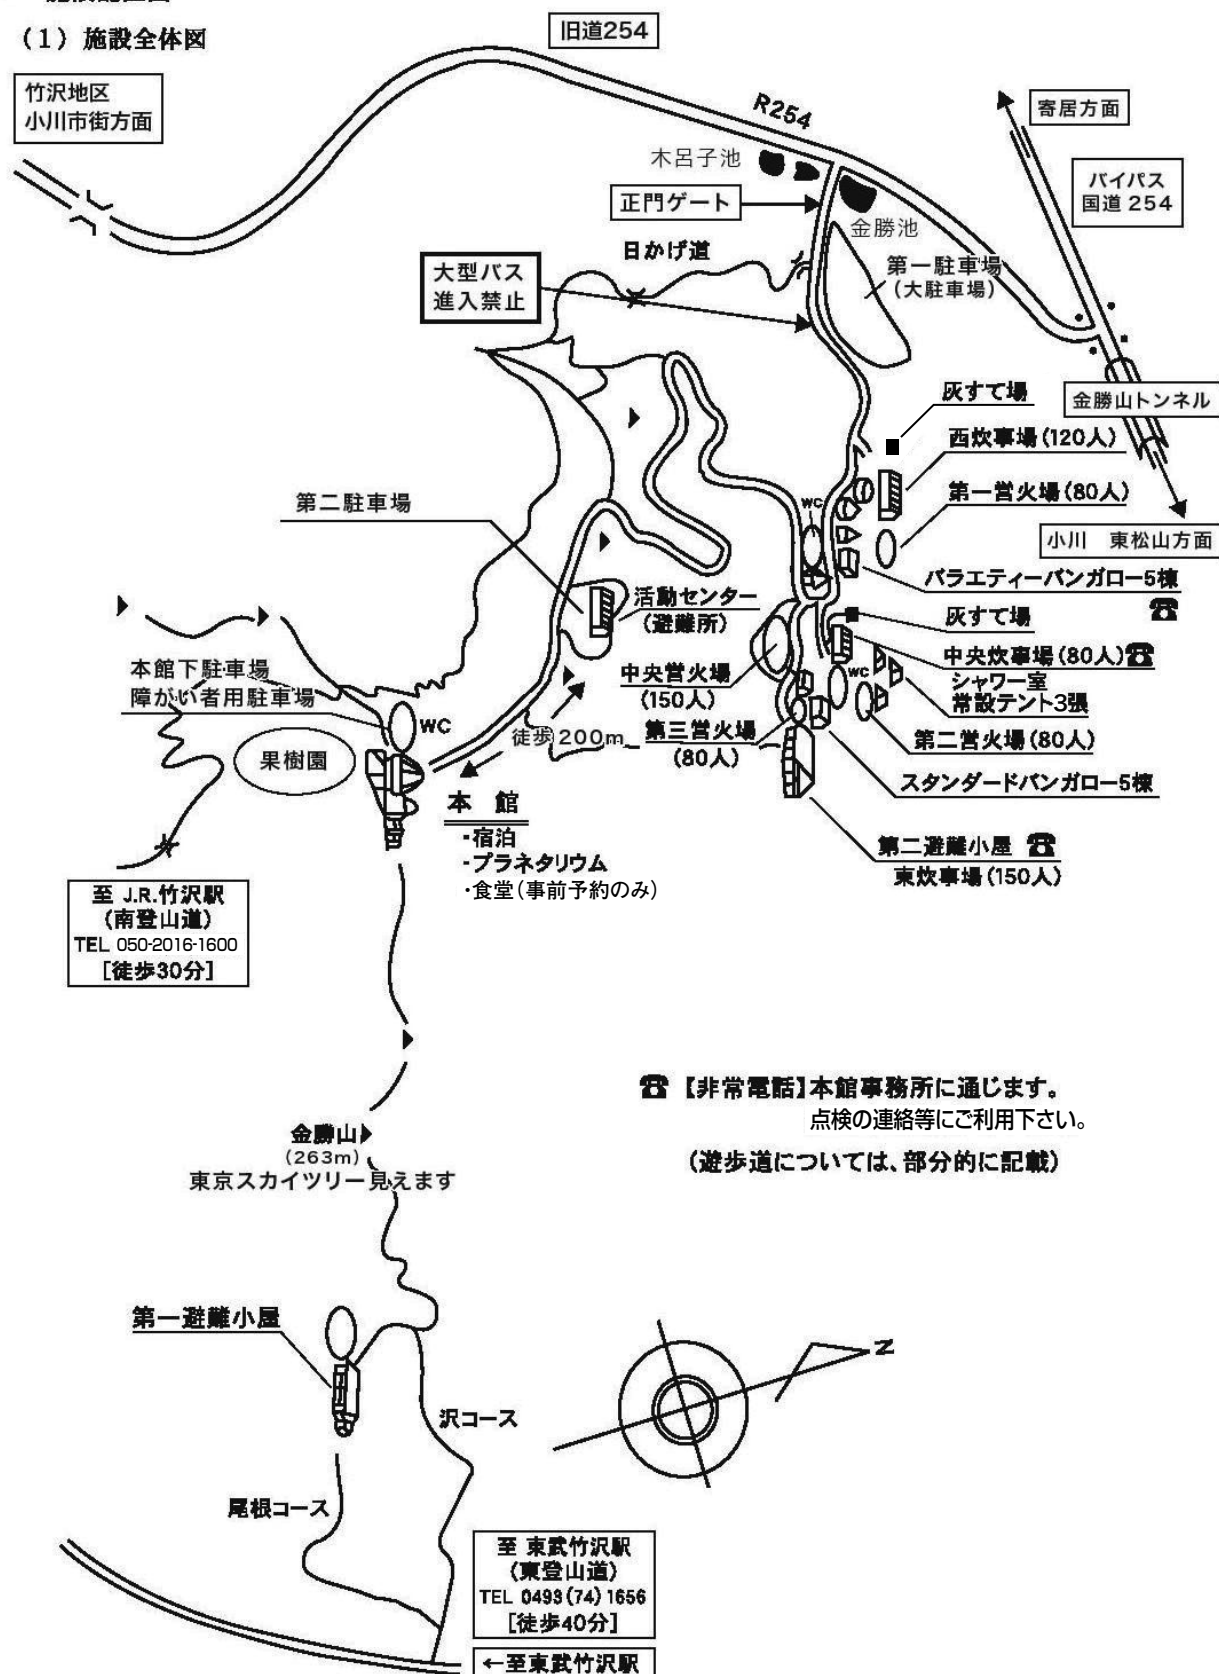 (1) 施設全体図
旧道254
竹沢地区
小川市街方面
R254
寄居方面
木呂子池
バイパス
国道 254
正門ゲート
金勝池
日かげ道
第一駐車場
(大駐車場)
大型バス
進入禁止
灰すて場
金勝山トンネル
西炊事場(120人)
第二駐車場
WC
第一営火場(80人)
小川 東松山方面
バラエティーバンガロー5棟
☎
活動センター
(避難所)
灰すて場
中央炊事場(80人)☎
シャワー室
常設テント3張
WC
中央営火場
(150人)
本館下駐車場
障がい者用駐車場
WC
徒歩200m
第三営火場
(80人)
第二営火場(80人)
果樹園
スタンダードバンガロー5棟
本 館
・宿泊
・プラネタリウム
・食堂(事前予約のみ)
第二避難小屋 ☎
東炊事場(150人)
至 J.R.竹沢駅
(南登山道)
TEL 050-2016-1600
[徒歩30分]
☎【非常電話】本館事務所に通じます。
点検の連絡等にご利用下さい。
(遊歩道については、部分的に記載)
金勝山
(263m)
東京スカイツリー見えます
第一避難小屋
N
沢コース
尾根コース
至 東武竹沢駅
(東登山道)
TEL 0493(74)1656
[徒歩40分]
←至東武竹沢駅